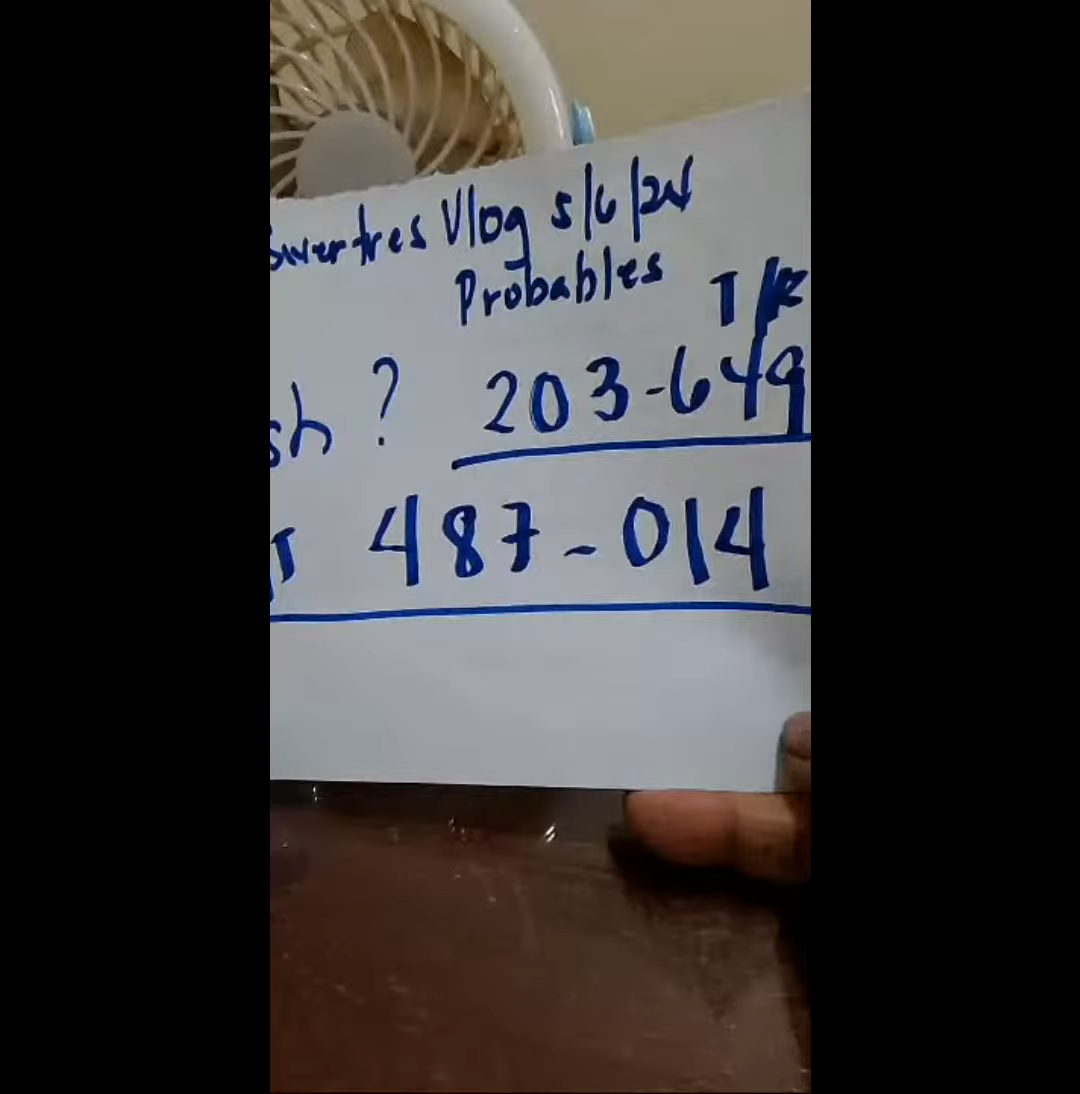 Swertres Vlog 5/6/24
Probables
T/R
sh ? 203-649
T 487-014